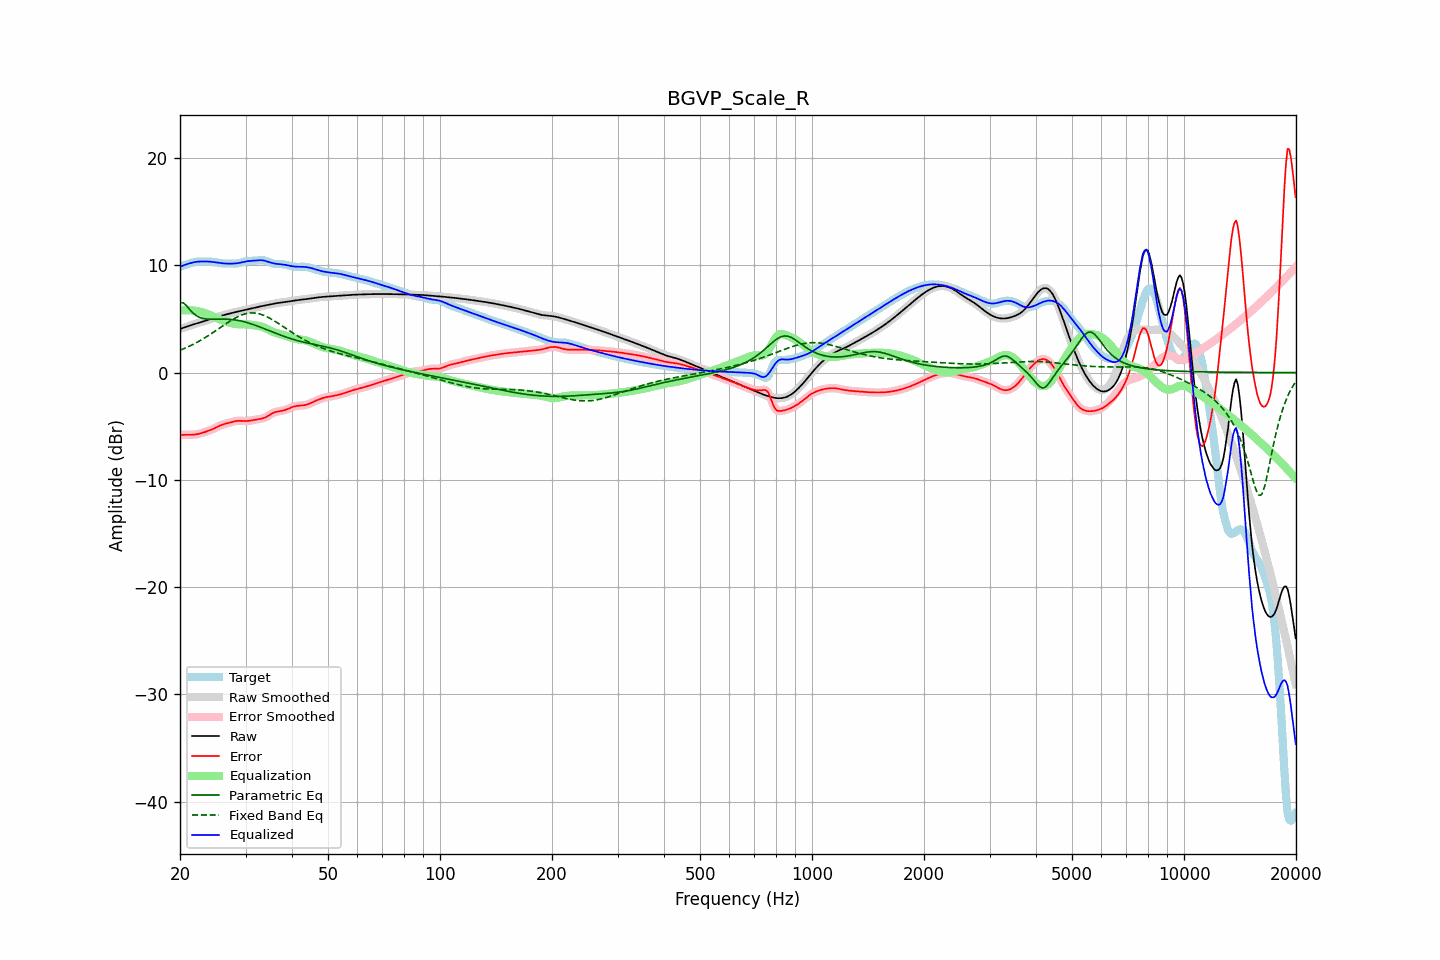 BGVP_Scale_R
20
10
0
−10
−20
−30
−40
Amplitude (dBr)
Target
Raw Smoothed
Error Smoothed
Raw
Error
Equalization
Parametric Eq
Fixed Band Eq
Equalized
20 50 100 200 500 1000 2000 5000 10000 20000
Frequency (Hz)